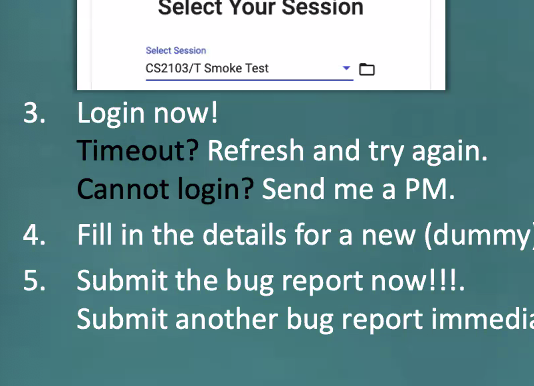 Select Your Session
Select Session
CS2103/T Smoke Test
3. Login now!
Timeout? Refresh and try again.
Cannot login? Send me a PM.
4. Fill in the details for a new (dummy)
5. Submit the bug report now!!!.
Submit another bug report